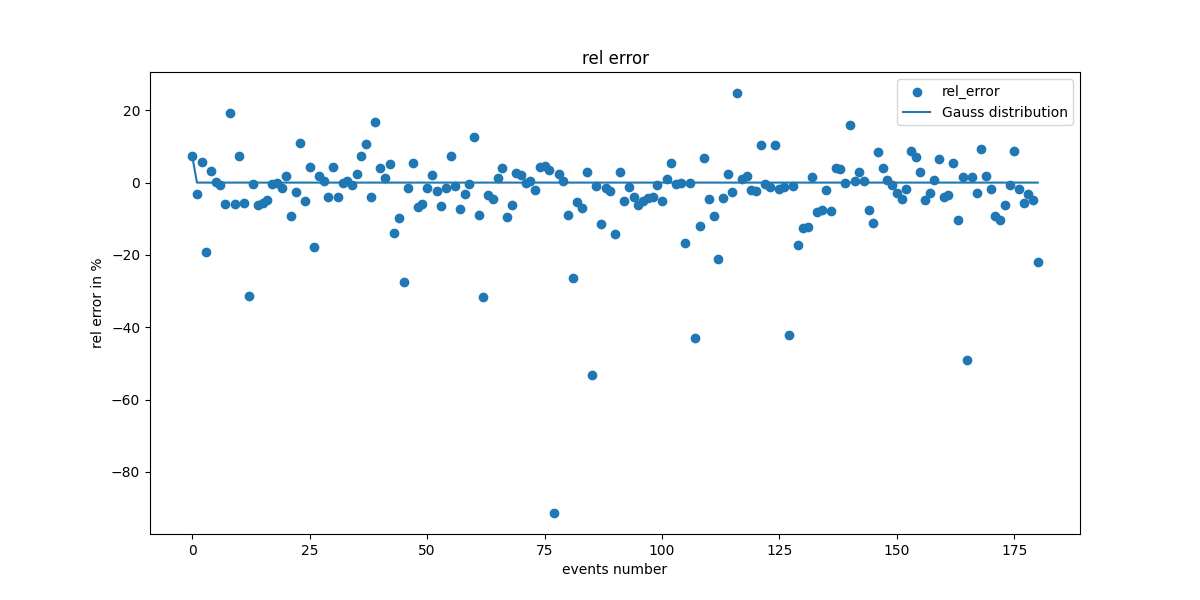 rel error
rel_error
Gauss distribution
20
0
−20
−40
−60
−80
rel error in %
0
25
50
75
100
125
150
175
events number